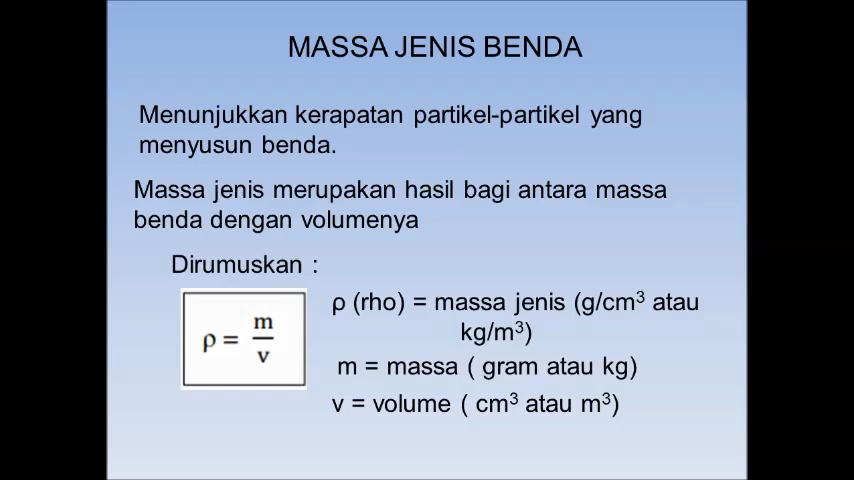 MASSA JENIS BENDA
Menunjukkan kerapatan partikel-partikel yang
menyusun benda.
Massa jenis merupakan hasil bagi antara massa
benda dengan volumenya
Dirumuskan :
ρ = m/v
ρ (rho) = massa jenis (g/cm³ atau
kg/m³)
m = massa ( gram atau kg)
v = volume ( cm³ atau m³)